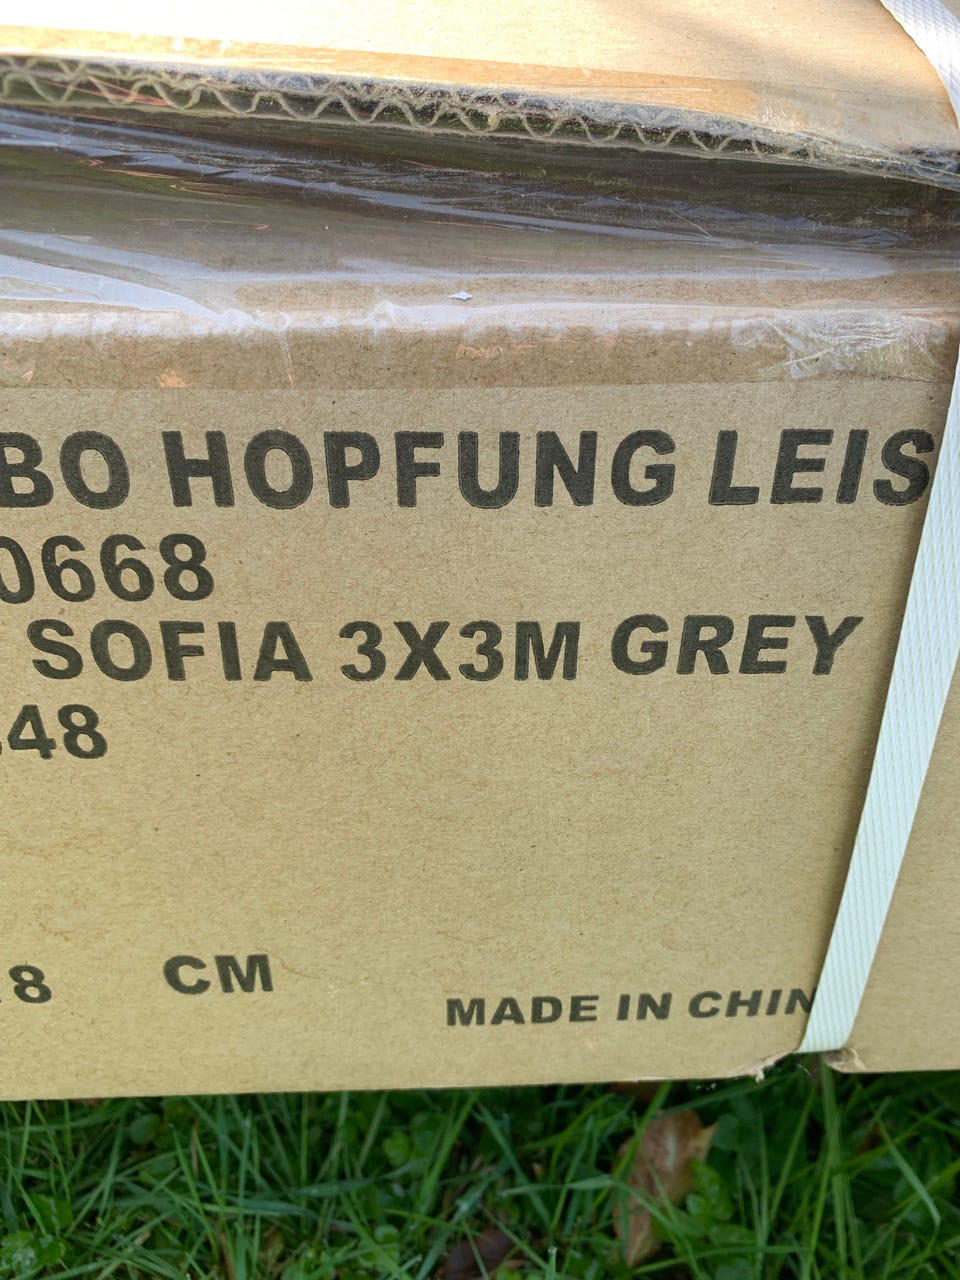 BO HOPFUNG LEIS
0668
SOFIA 3X3M GREY
48
8 CM
MADE IN CHIN